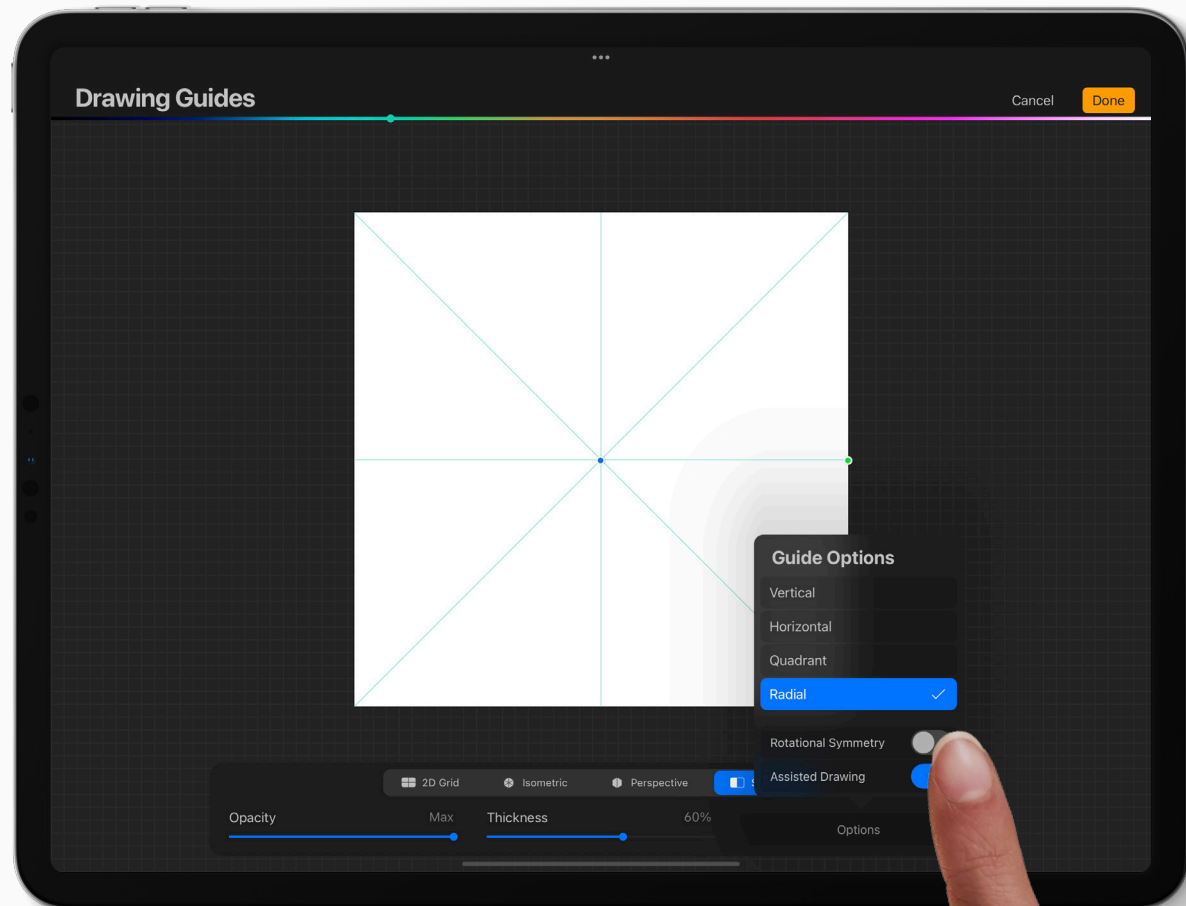 Drawing Guides
Cancel
Done
Guide Options
Vertical
Horizontal
Quadrant
Radial
Rotational Symmetry
Assisted Drawing
2D Grid
Isometric
Perspective
Opacity
Max
Thickness
60%
Options